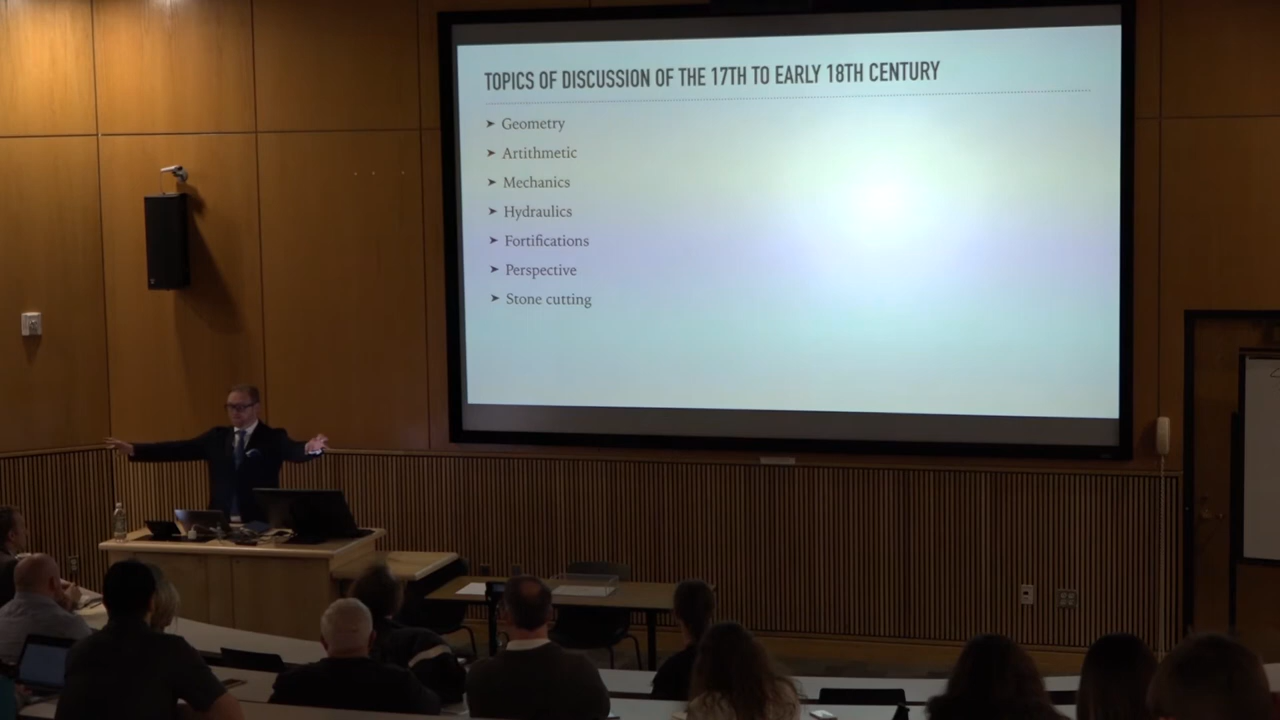 TOPICS OF DISCUSSION OF THE 17TH TO EARLY 18TH CENTURY
➤ Geometry
➤ Artithmetic
➤ Mechanics
➤ Hydraulics
➤ Fortifications
➤ Perspective
➤ Stone cutting